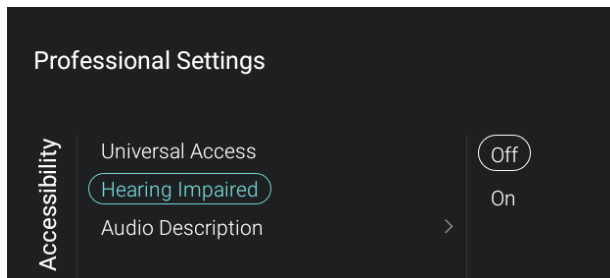 Professional Settings
Accessibility
Universal Access
Hearing Impaired
Audio Description
Off
On